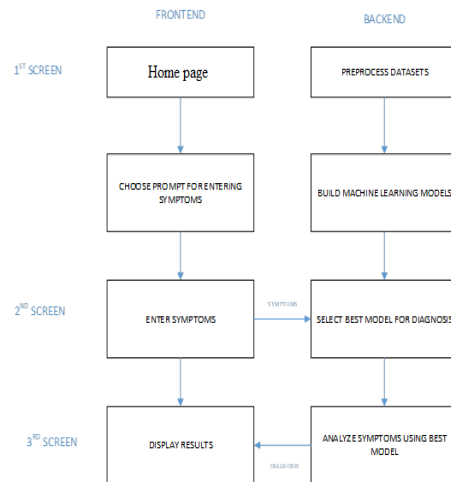 FRONTEND
BACKEND
1ST SCREEN
Home page
PREPROCESS DATASETS
CHOOSE PROMPT FOR ENTERING
SYMPTOMS
BUILD MACHINE LEARNING MODELS
2ND SCREEN
ENTER SYMPTOMS
SYMPTOMS
SELECT BEST MODEL FOR DIAGNOSIS
3RD SCREEN
DISPLAY RESULTS
DIAGNOSIS
ANALYZE SYMPTOMS USING BEST
MODEL